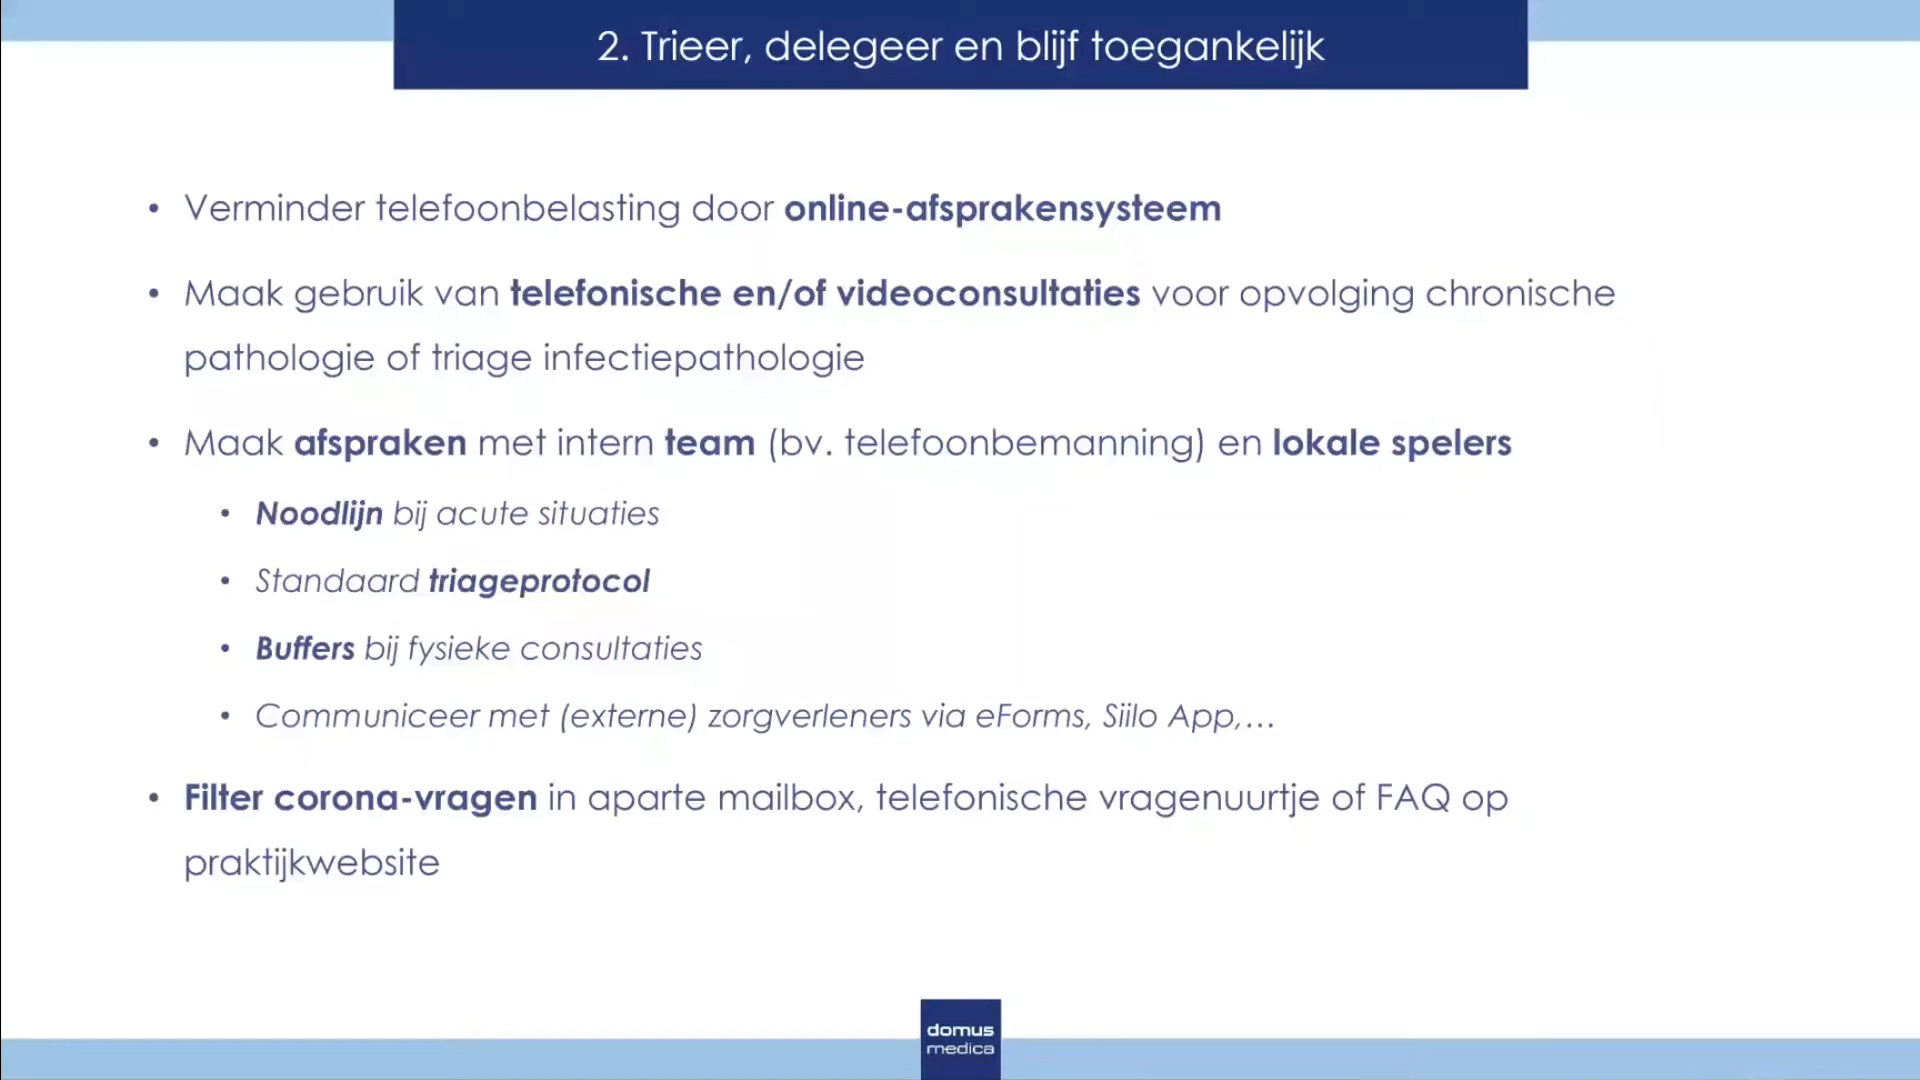 2. Trieer, delegeer en blijf toegankelijk
• Verminder telefoonbelasting door online-afsprakensysteem
• Maak gebruik van telefonische en/of videoconsultaties voor opvolging chronische
pathologie of triage infectiepathologie
• Maak afspraken met intern team (bv. telefoonbemanning) en lokale spelers
• Noodlijn bij acute situaties
• Standaard triageprotocol
• Buffers bij fysieke consultaties
• Communiceer met (externe) zorgverleners via eForms, Siilo App,...
• Filter corona-vragen in aparte mailbox, telefonische vragenuurtje of FAQ op
praktijkwebsite
domus
medica